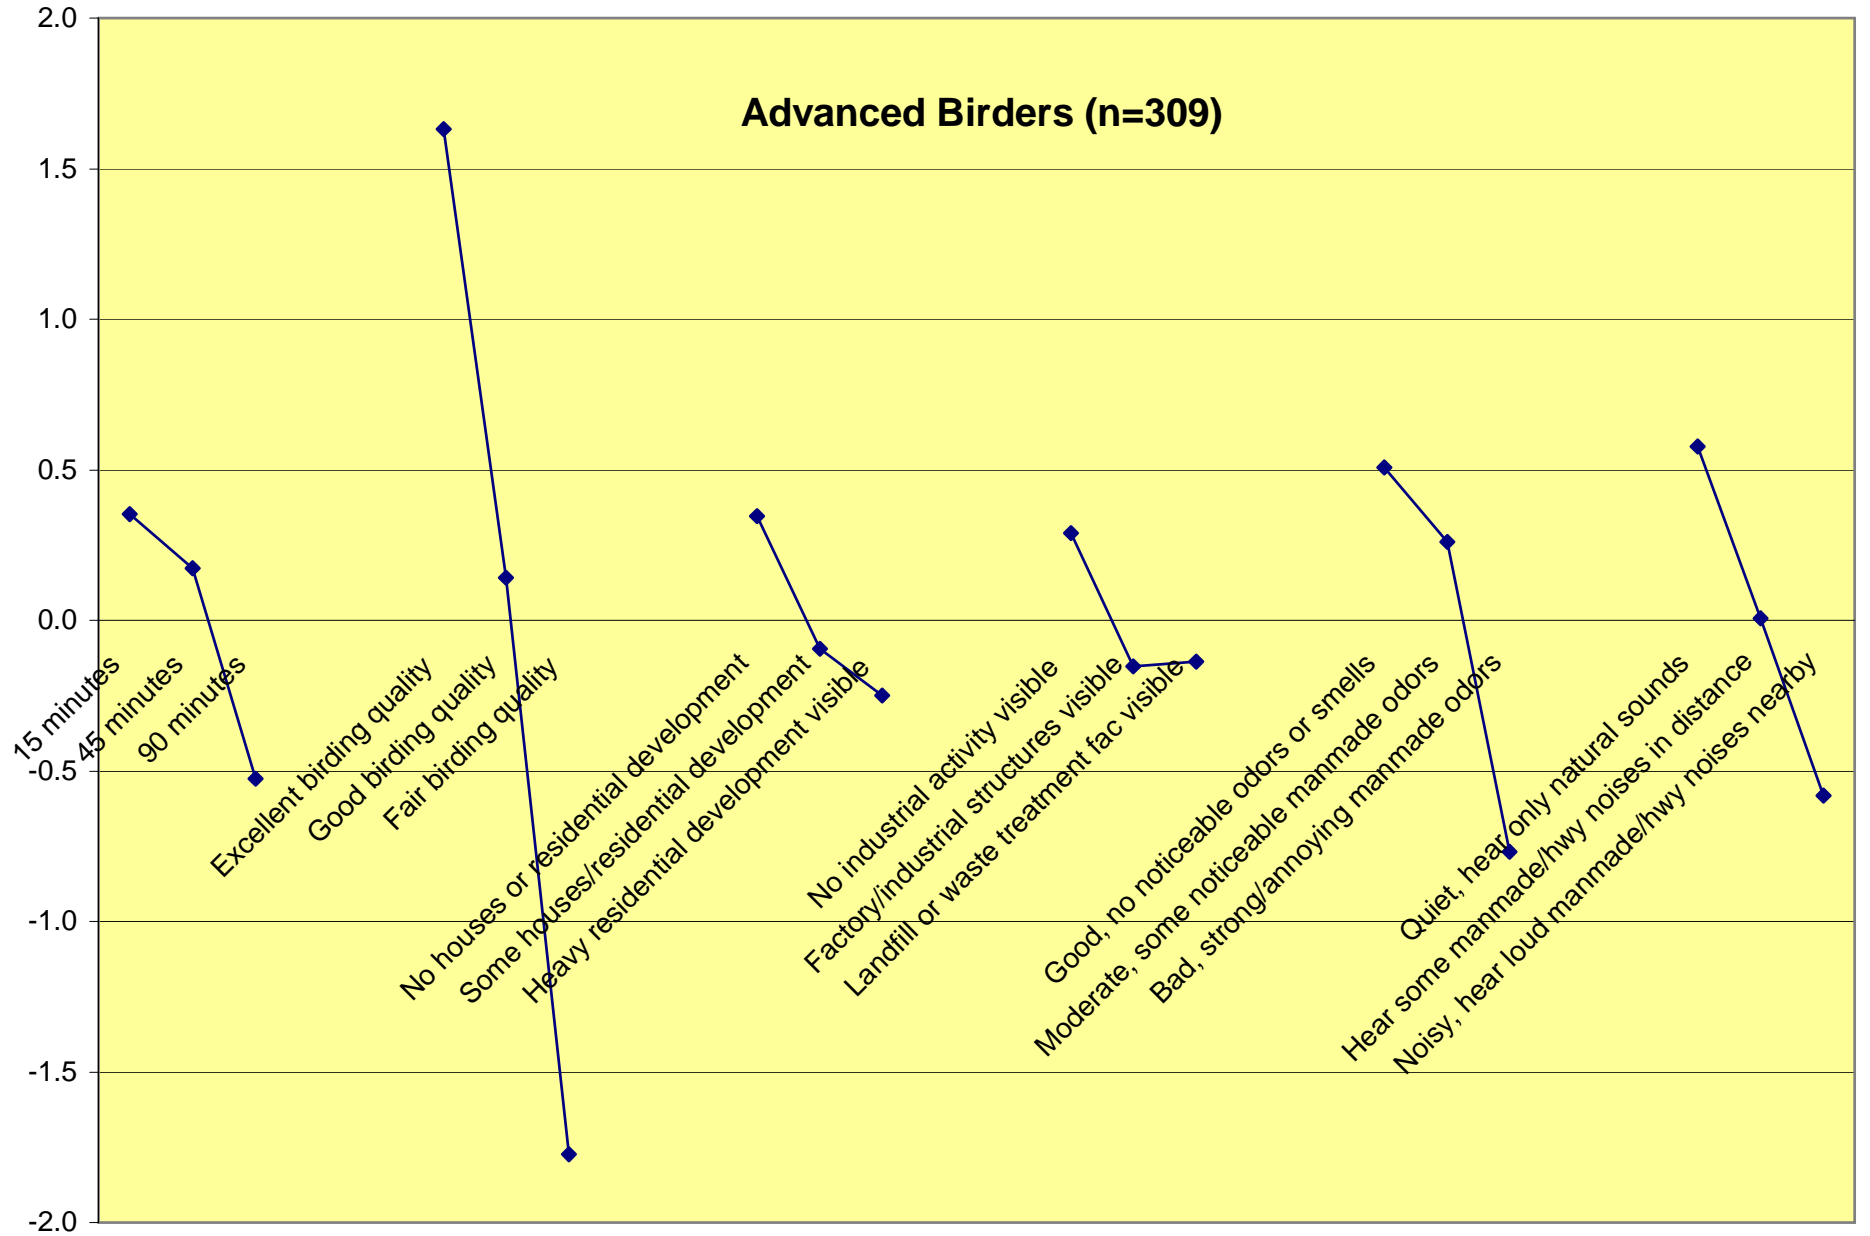 2.0
1.5
1.0
0.5
0.0
-0.5
-1.0
-1.5
-2.0
Advanced Birders (n=309)
15 minutes
45 minutes
90 minutes
Excellent birding quality
Good birding quality
Fair birding quality
No houses or residential development
Some houses/residential development
Heavy residential development visible
No industrial activity visible
Factory/industrial structures visible
Landfill or waste treatment fac visible
Good, no noticeable odors or smells
Moderate, some noticeable manmade odors
Bad, strong/annoying manmade odors
Quiet, hear only natural sounds
Hear some manmade/hwy noises in distance
Noisy, hear loud manmade/hwy noises nearby